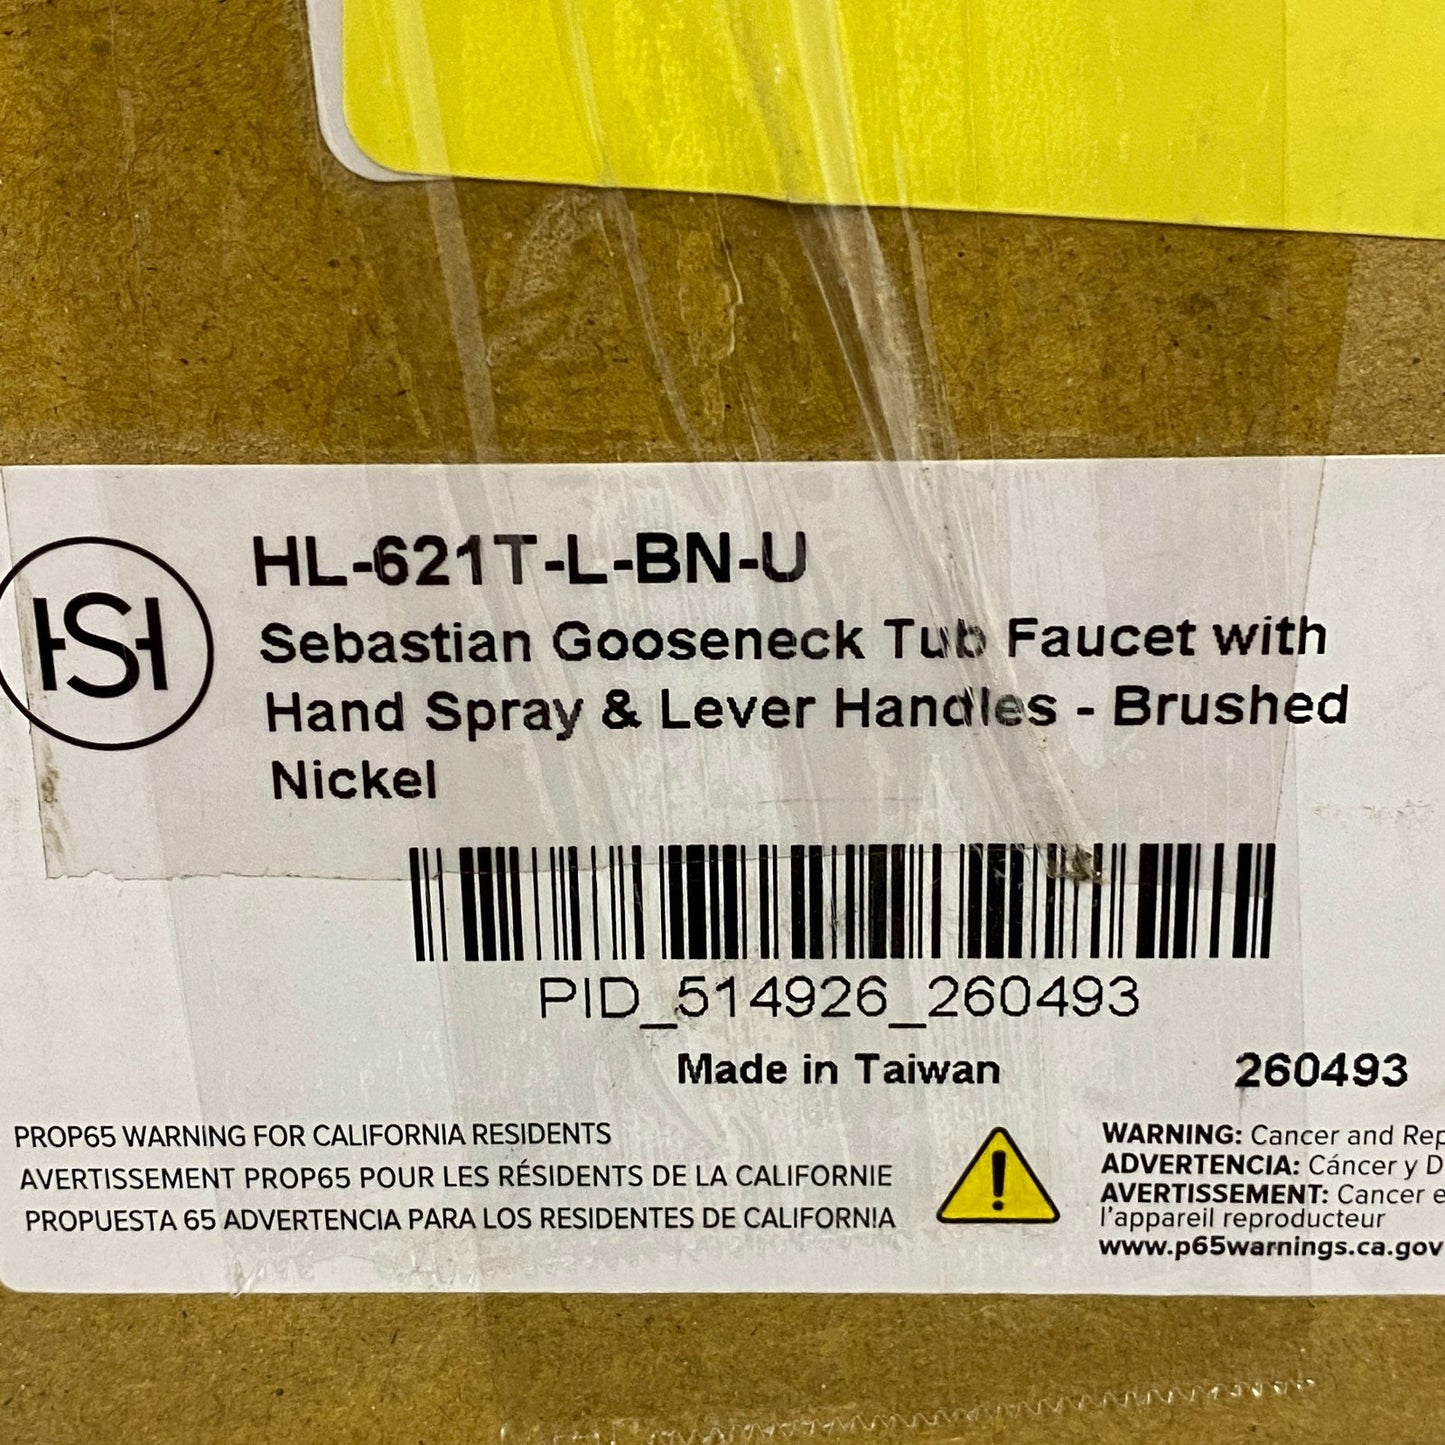 HSH
HL-621T-L-BN-U
Sebastian Gooseneck Tub Faucet with
Hand Spray & Lever Handles - Brushed
Nickel
PID_514926_260493
Made in Taiwan
260493
PROP65 WARNING FOR CALIFORNIA RESIDENTS
AVERTISSEMENT PROP65 POUR LES RÉSIDENTS DE LA CALIFORNIE
PROPUESTA 65 ADVERTENCIA PARA LOS RESIDENTES DE CALIFORNIA
WARNING: Cancer and
ADVERTENCIA: Cáncer y
AVERTISSEMENT: Cancer
l'appareil reproducteur
www.p65warnings.ca.gov